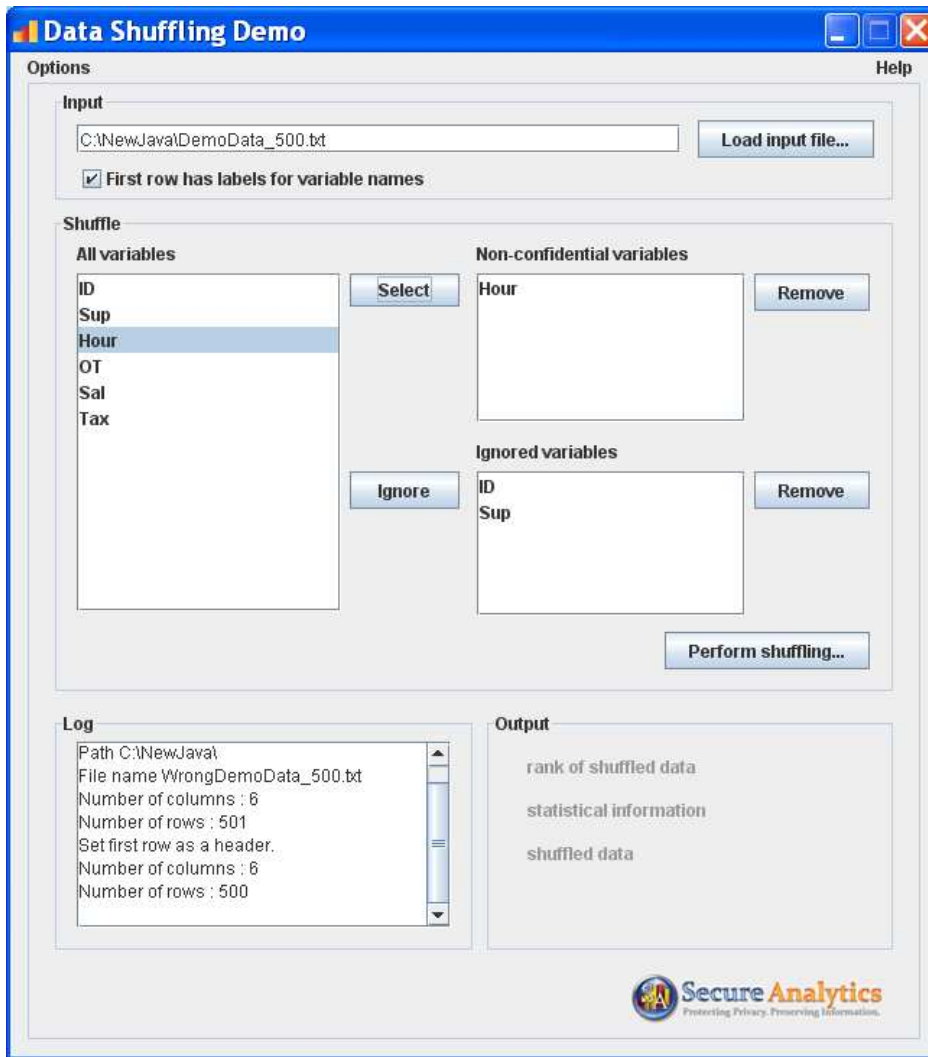 Data Shuffling Demo
Options Help
Input
C:\NewJava\DemoData_500.txt Load input file...
First row has labels for variable names
Shuffle
All variables
ID
Sup
Hour
OT
Sal
Tax
Select
Ignore
Non-confidential variables
Hour
Remove
Ignored variables
ID
Sup
Remove
Perform shuffling...
Log
Path C:\NewJava\
File name WrongDemoData_500.txt
Number of columns : 6
Number of rows : 501
Set first row as a header.
Number of columns : 6
Number of rows : 500
Output
rank of shuffled data
statistical information
shuffled data
Secure Analytics
Protecting Privacy. Preserving Information.